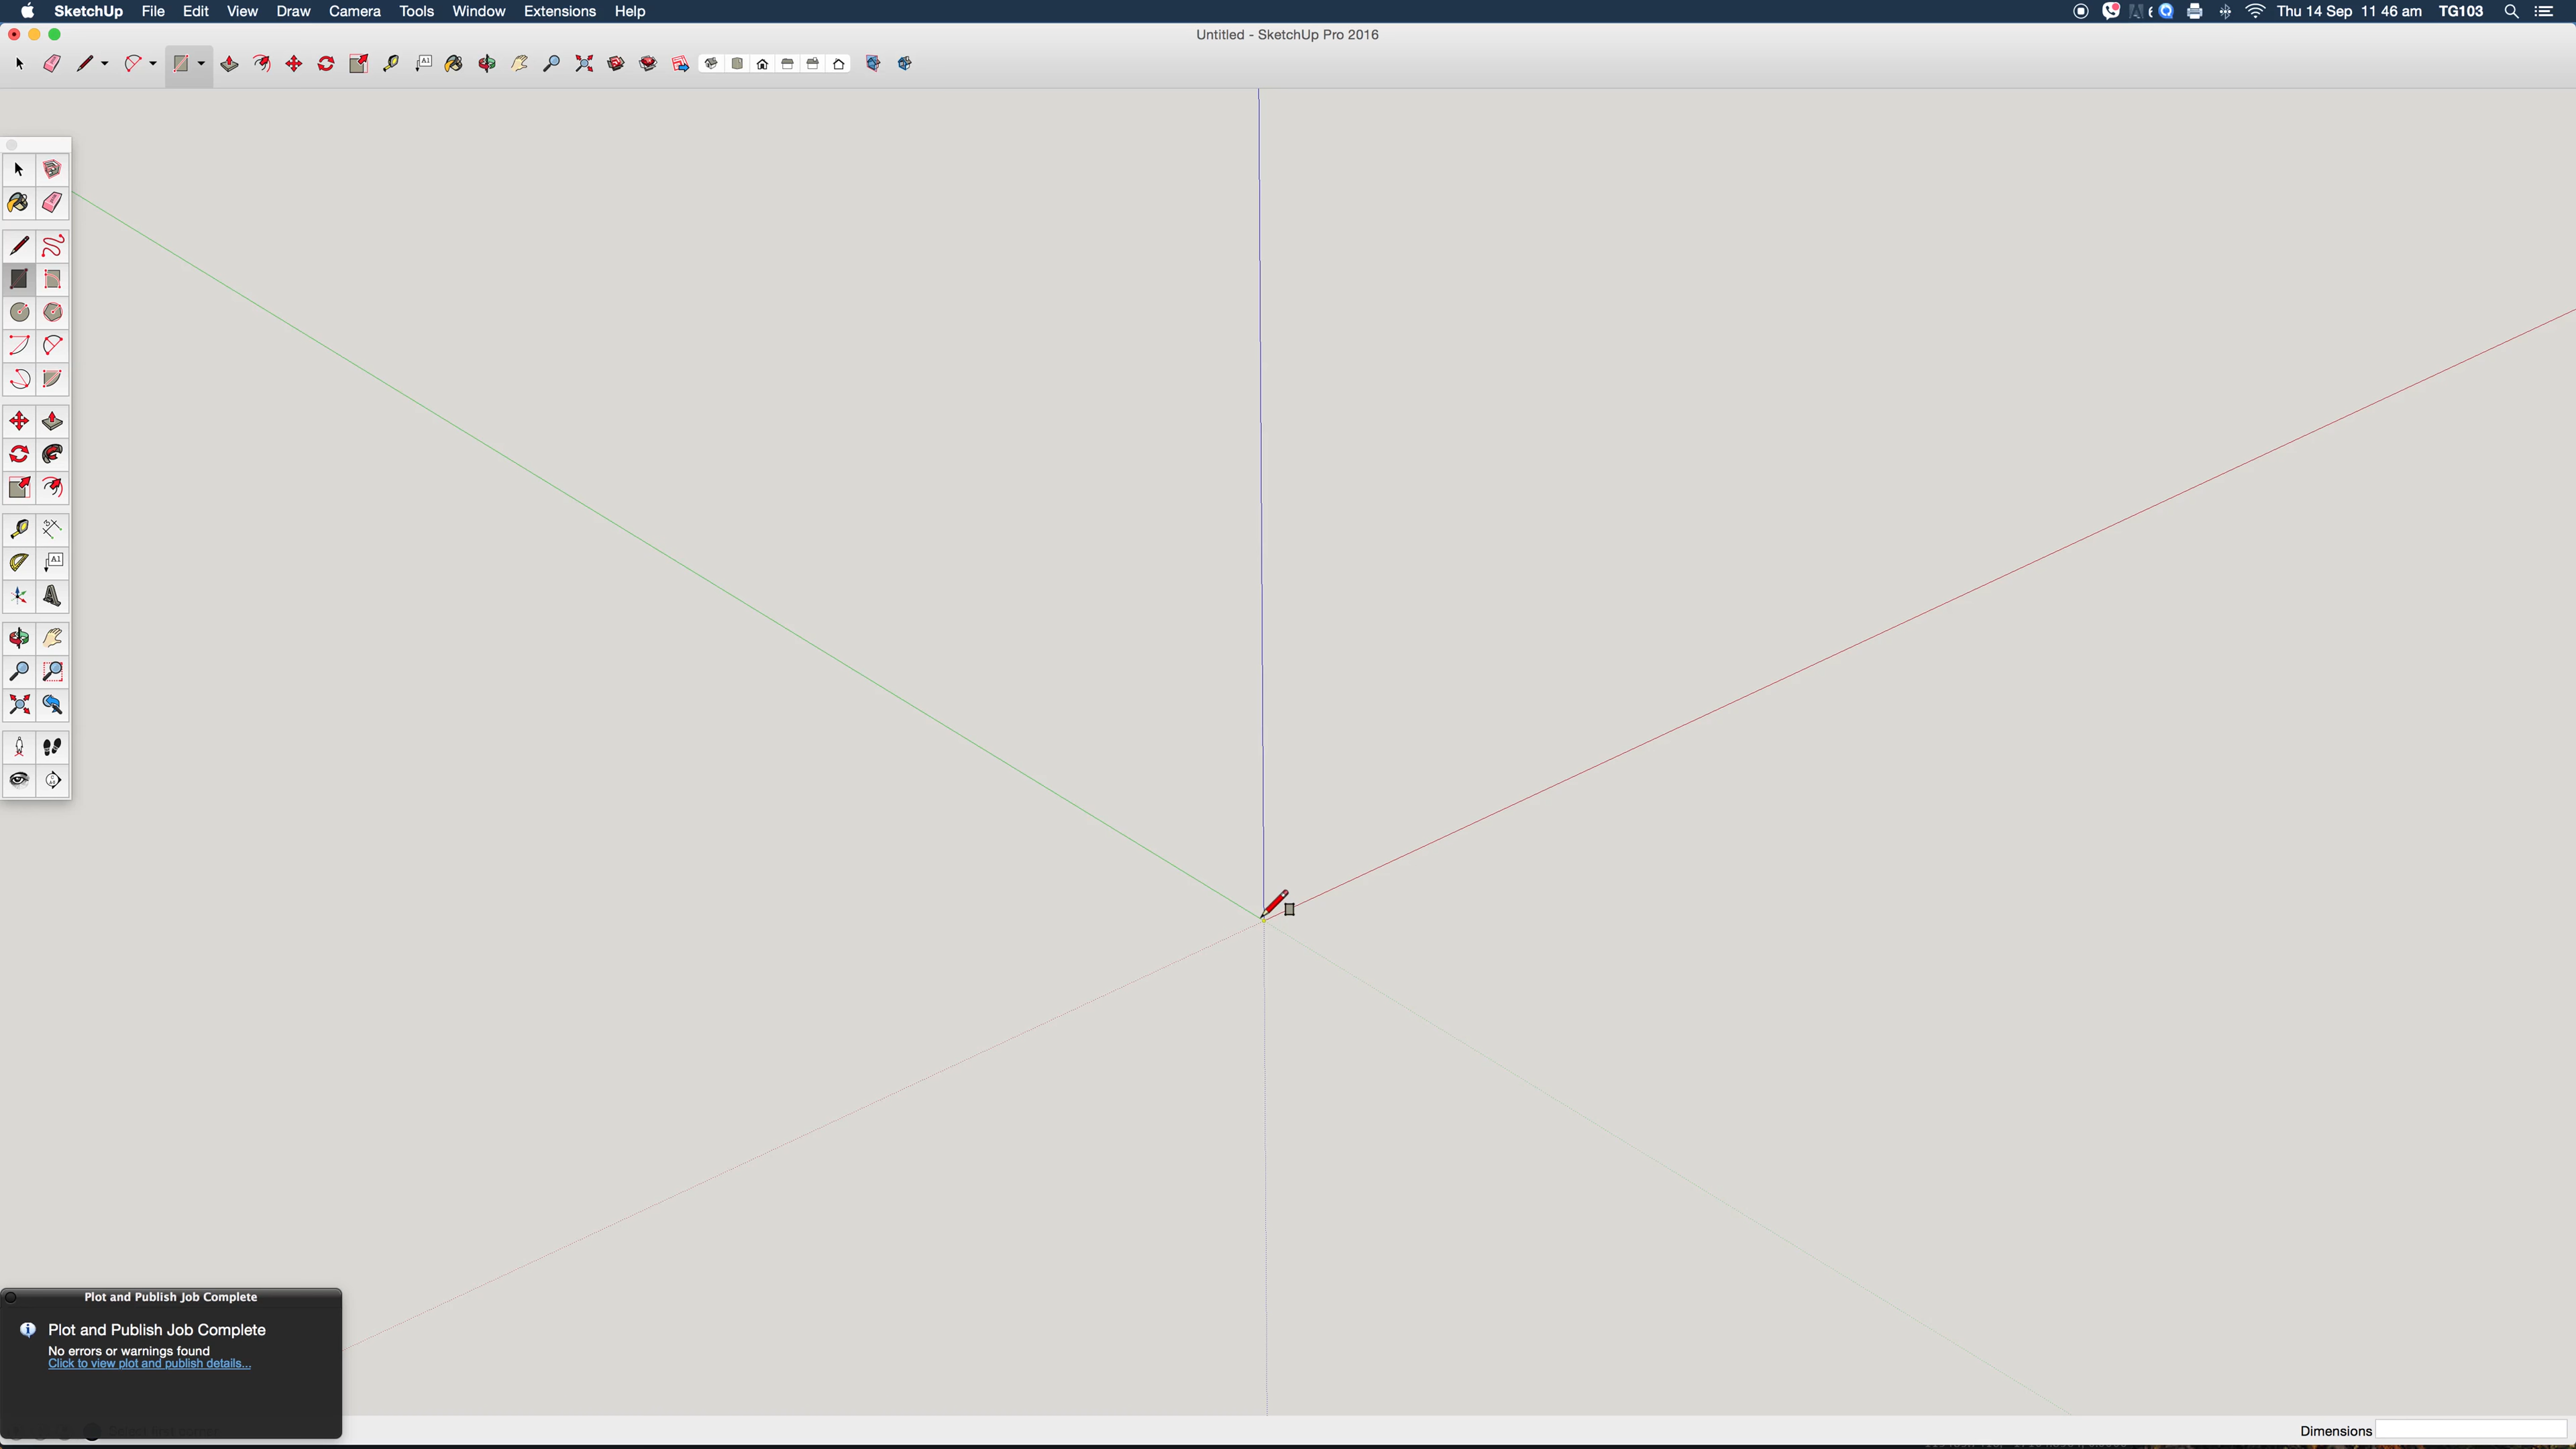 SketchUp File Edit View Draw Camera Tools Window Extensions Help
Thu 14 Sep 11 46 am TG103
Untitled - SketchUp Pro 2016
Plot and Publish Job Complete
Plot and Publish Job Complete
No errors or warnings found
Click to view plot and publish details...
Dimensions